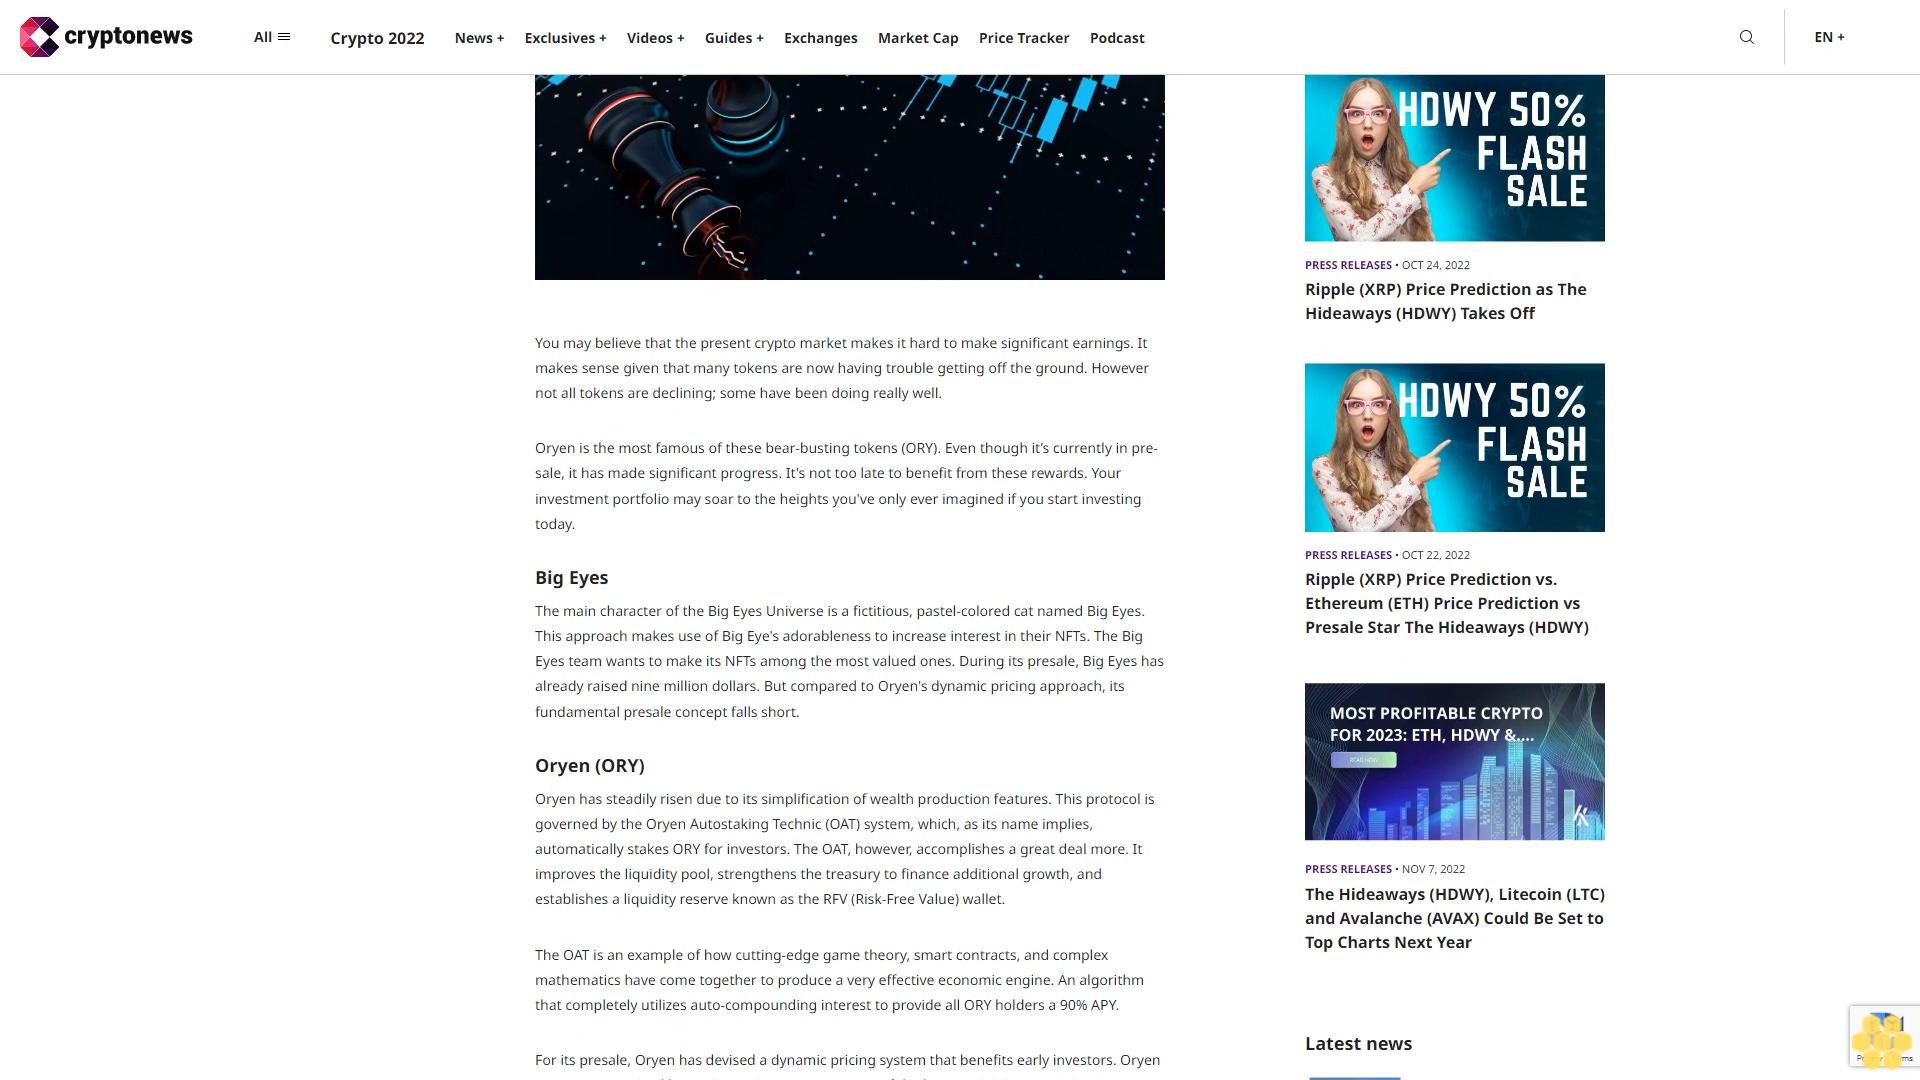 cryptonews
All
Crypto 2022
News +
Exclusives +
Videos +
Guides +
Exchanges
Market Cap
Price Tracker
Podcast
EN +
You may believe that the present crypto market makes it hard to make significant earnings. It
makes sense given that many tokens are now having trouble getting off the ground. However
not all tokens are declining; some have been doing really well.
Oryen is the most famous of these bear-busting tokens (ORY). Even though it’s currently in pre-
sale, it has made significant progress. It's not too late to benefit from these rewards. Your
investment portfolio may soar to the heights you've only ever imagined if you start investing
today.
Big Eyes
The main character of the Big Eyes Universe is a fictitious, pastel-colored cat named Big Eyes.
This approach makes use of Big Eye's adorableness to increase interest in their NFTs. The Big
Eyes team wants to make its NFTs among the most valued ones. During its presale, Big Eyes has
already raised nine million dollars. But compared to Oryen's dynamic pricing approach, its
fundamental presale concept falls short.
Oryen (ORY)
Oryen has steadily risen due to its simplification of wealth production features. This protocol is
governed by the Oryen Autostaking Technic (OAT) system, which, as its name implies,
automatically stakes ORY for investors. The OAT, however, accomplishes a great deal more. It
improves the liquidity pool, strengthens the treasury to finance additional growth, and
establishes a liquidity reserve known as the RFV (Risk-Free Value) wallet.
The OAT is an example of how cutting-edge game theory, smart contracts, and complex
mathematics have come together to produce a very effective economic engine. An algorithm
that completely utilizes auto-compounding interest to provide all ORY holders a 90% APY.
For its presale, Oryen has devised a dynamic pricing system that benefits early investors. Oryen
HDWY 50%
FLASH
SALE
PRESS RELEASES • OCT 24, 2022
Ripple (XRP) Price Prediction as The
Hideaways (HDWY) Takes Off
HDWY 50%
FLASH
SALE
PRESS RELEASES • OCT 22, 2022
Ripple (XRP) Price Prediction vs.
Ethereum (ETH) Price Prediction vs
Presale Star The Hideaways (HDWY)
MOST PROFITABLE CRYPTO
FOR 2023: ETH, HDWY &....
READ NOW
PRESS RELEASES • NOV 7, 2022
The Hideaways (HDWY), Litecoin (LTC)
and Avalanche (AVAX) Could Be Set to
Top Charts Next Year
Latest news